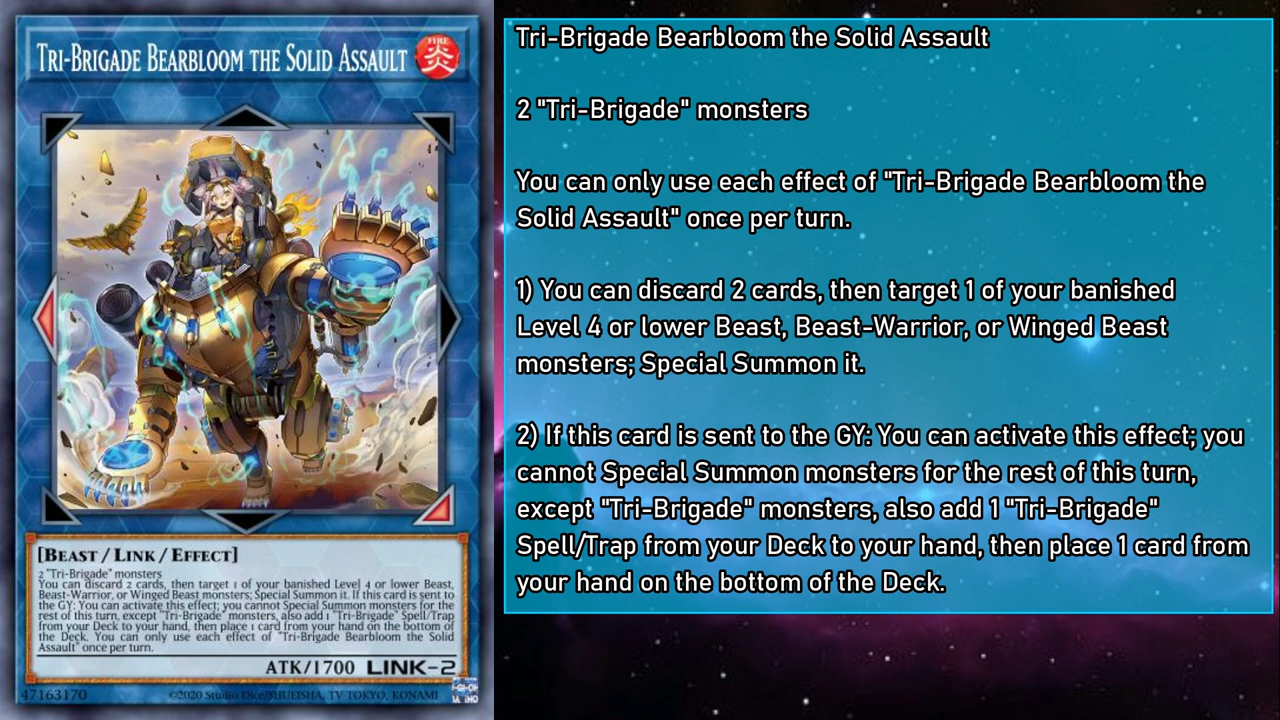 TRI-BRIGADE BEARBLOOM THE SOLID ASSAULT
FIRE
炎
[BEAST / LINK / EFFECT]
2 "Tri-Brigade" monsters
You can discard 2 cards, then target 1 of your banished Level 4 or lower Beast,
Beast-Warrior, or Winged Beast monsters; Special Summon it. If this card is sent to
the GY: You can activate this effect; you cannot Special Summon monsters for the
rest of this turn, except "Tri-Brigade" monsters, also add 1 "Tri-Brigade" Spell/Trap
from your Deck to your hand, then place 1 card from your hand on the bottom of
the Deck. You can only use each effect of "Tri-Brigade Bearbloom the Solid
Assault" once per turn.
ATK/1700 LINK-2
47163170 ©2020 Studio Dice/SHUEISHA, TV TOKYO, KONAMI
Tri-Brigade Bearbloom the Solid Assault
2 "Tri-Brigade" monsters
You can only use each effect of "Tri-Brigade Bearbloom the
Solid Assault" once per turn.
1) You can discard 2 cards, then target 1 of your banished
Level 4 or lower Beast, Beast-Warrior, or Winged Beast
monsters; Special Summon it.
2) If this card is sent to the GY: You can activate this effect; you
cannot Special Summon monsters for the rest of this turn,
except "Tri-Brigade" monsters, also add 1 "Tri-Brigade"
Spell/Trap from your Deck to your hand, then place 1 card from
your hand on the bottom of the Deck.